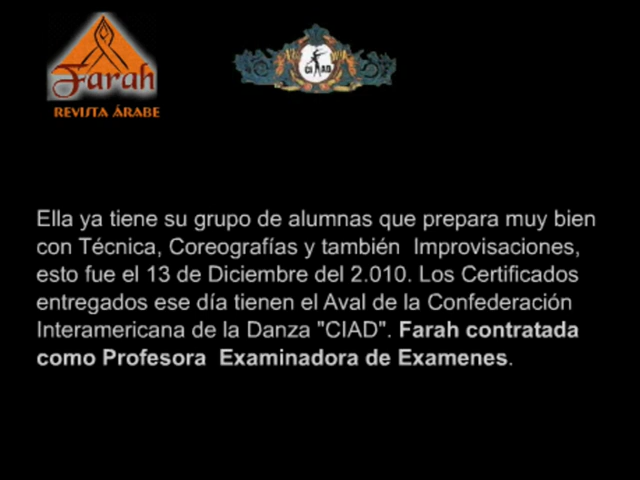 Farah
REVISTA ÁRABE
CIAD
Ella ya tiene su grupo de alumnas que prepara muy bien
con Técnica, Coreografías y también  Improvisaciones,
esto fue el 13 de Diciembre del 2.010. Los Certificados
entregados ese día tienen el Aval de la Confederación
Interamericana de la Danza "CIAD". Farah contratada
como Profesora  Examinadora de Examenes.